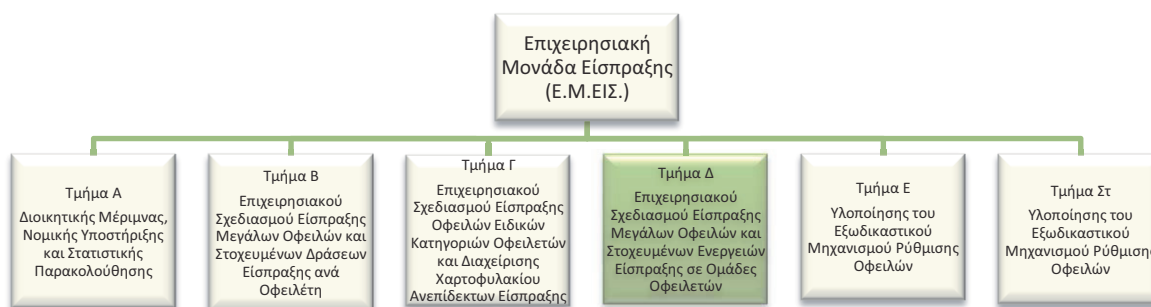 Επιχειρησιακή
Μονάδα Είσπραξης
(Ε.Μ.ΕΙΣ.)
Τμήμα Α
Διοικητικής Μέριμνας,
Νομικής Υποστήριξης
και Στατιστικής
Παρακολούθησης
Τμήμα Β
Επιχειρησιακού
Σχεδιασμού Είσπραξης
Μεγάλων Οφειλών και
Στοχευμένων Δράσεων
Είσπραξης ανά
Οφειλέτη
Τμήμα Γ
Επιχειρησιακού
Σχεδιασμού Είσπραξης
Οφειλών Ειδικών
Κατηγοριών Οφειλετών
και Διαχείρισης
Χαρτοφυλακίου
Ανεπίδεκτων Είσπραξης
Τμήμα Δ
Επιχειρησιακού
Σχεδιασμού Είσπραξης
Μεγάλων Οφειλών και
Στοχευμένων Ενεργειών
Είσπραξης σε Ομάδες
Οφειλετών
Τμήμα Ε
Υλοποίησης του
Εξωδικαστικού
Μηχανισμού Ρύθμισης
Οφειλών
Τμήμα Στ
Υλοποίησης του
Εξωδικαστικού
Μηχανισμού Ρύθμισης
Οφειλών